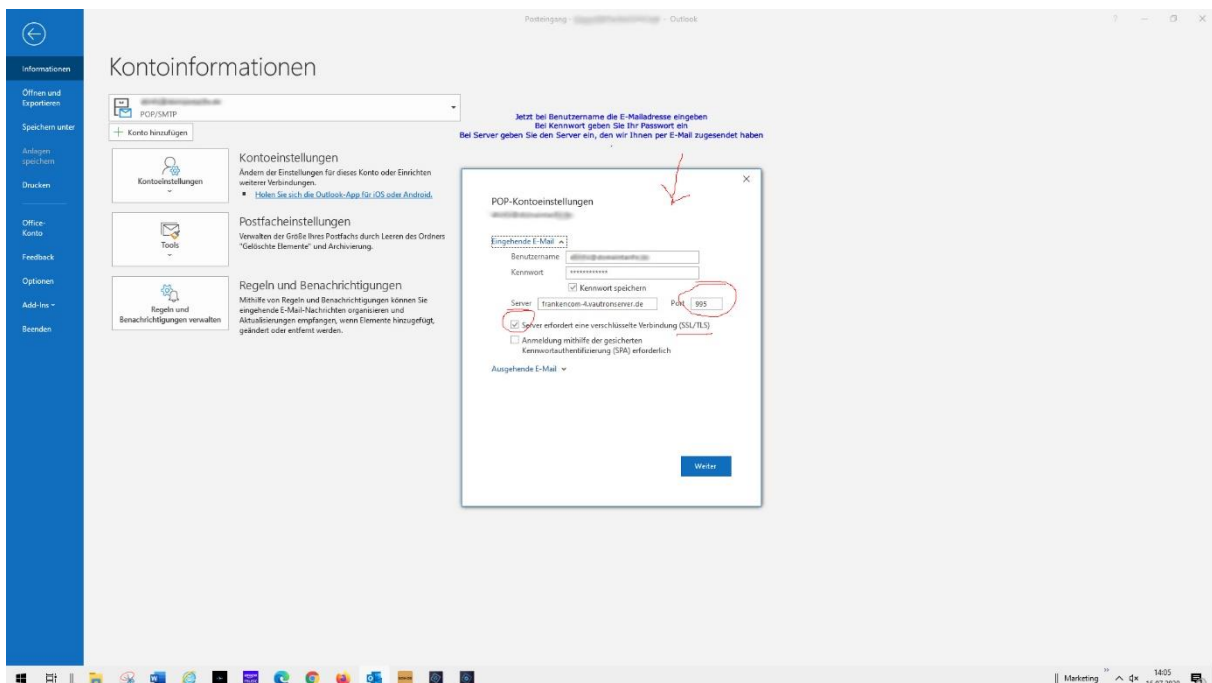 Posteingang - - Outlook
Informationen
Öffnen und
Exportieren
Speichern unter
Anlagen
speichern
Drucken
Office-
Konto
Feedback
Optionen
Add-Ins
Beenden
Kontoinformationen
POP/SMTP
+ Konto hinzufügen
Kontoeinstellungen
Kontoeinstellungen
Ändern der Einstellungen für dieses Konto oder Einrichten
weiterer Verbindungen.
Holen Sie sich die Outlook-App für iOS oder Android.
Tools
Postfacheinstellungen
Verwalten der Größe Ihres Postfachs durch Leeren des Ordners
"Gelöschte Elemente" und Archivierung.
Regeln und
Benachrichtigungen verwalten
Regeln und Benachrichtigungen
Mithilfe von Regeln und Benachrichtigungen können Sie
eingehende E-Mail-Nachrichten organisieren und
Aktualisierungen empfangen, wenn Elemente hinzugefügt,
geändert oder entfernt werden.
Jetzt bei Benutzername die E-Mailadresse eingeben
Bei Kennwort geben Sie Ihr Passwort ein
Bei Server geben Sie den Server ein, den wir Ihnen per E-Mail zugesendet haben
POP-Kontoeinstellungen
Eingehende E-Mail
Benutzername
Kennwort ************
Kennwort speichern
Server frankencom-4.vautronserver.de Port 995
Server erfordert eine verschlüsselte Verbindung (SSL/TLS)
Anmeldung mithilfe der gesicherten
Kennwortauthentifizierung (SPA) erforderlich
Ausgehende E-Mail
Weiter
Marketing
14:05